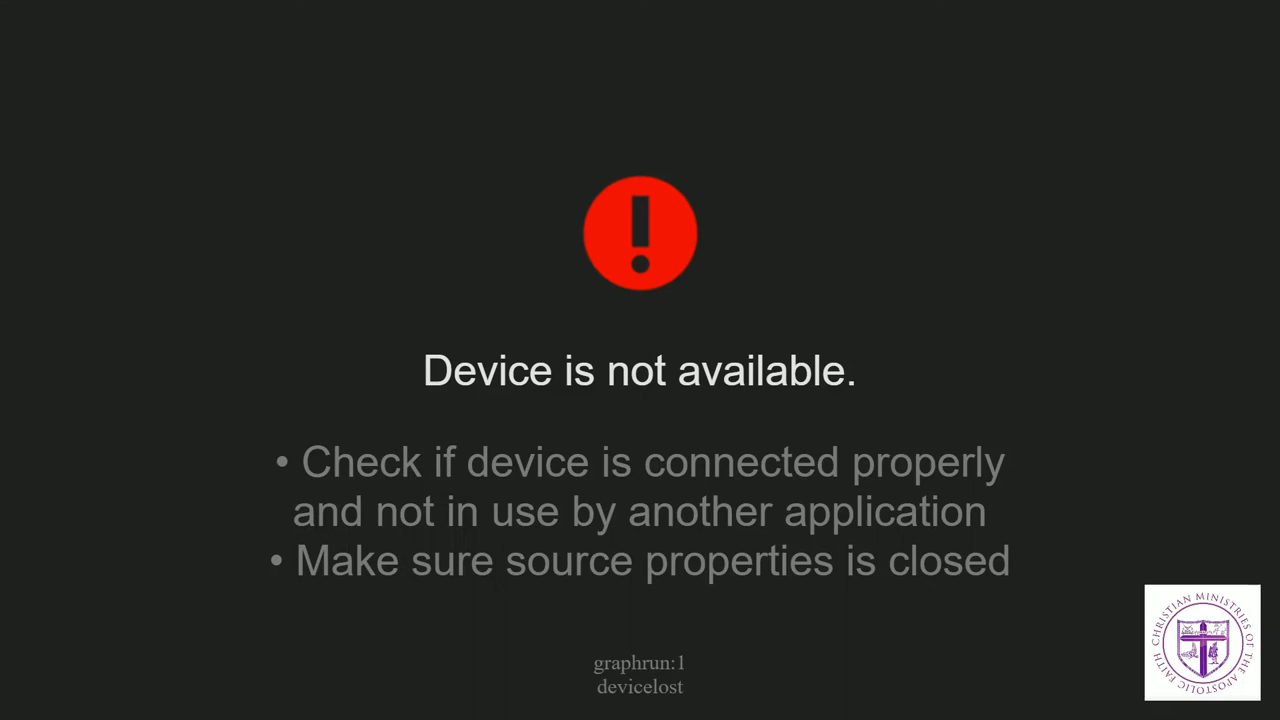 Device is not available.
• Check if device is connected properly
and not in use by another application
• Make sure source properties is closed
graphrun:1
devicelost
CHRISTIAN MINISTRIES OF THE APOSTOLIC FAITH